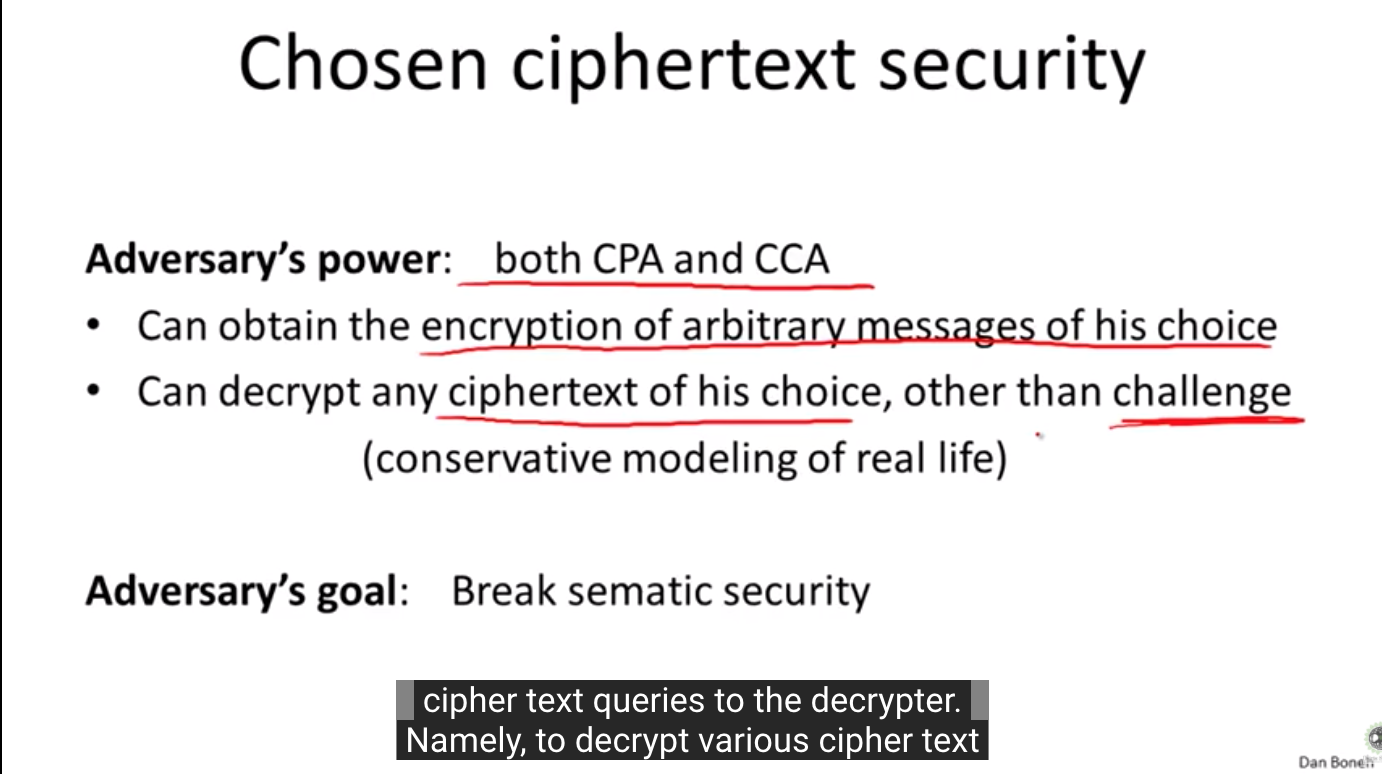 Chosen ciphertext security
Adversary's power: both CPA and CCA
• Can obtain the encryption of arbitrary messages of his choice
• Can decrypt any ciphertext of his choice, other than challenge
(conservative modeling of real life)
Adversary's goal: Break sematic security
cipher text queries to the decrypter.
Namely, to decrypt various cipher text
Dan Boneh